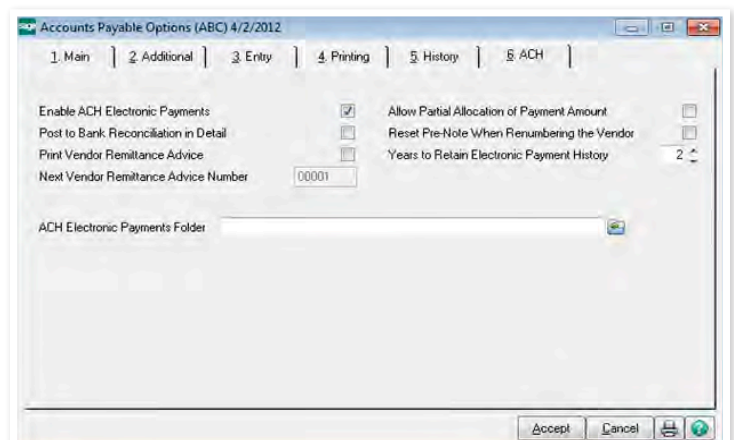 Accounts Payable Options (ABC) 4/2/2012
1. Main
2. Additional
3. Entry
4. Printing
5. History
6. ACH
Enable ACH Electronic Payments
Allow Partial Allocation of Payment Amount
Post to Bank Reconciliation in Detail
Reset Pre-Note When Renumbering the Vendor
Print Vendor Remittance Advice
Years to Retain Electronic Payment History 2
Next Vendor Remittance Advice Number 00001
ACH Electronic Payments Folder
Accept
Cancel